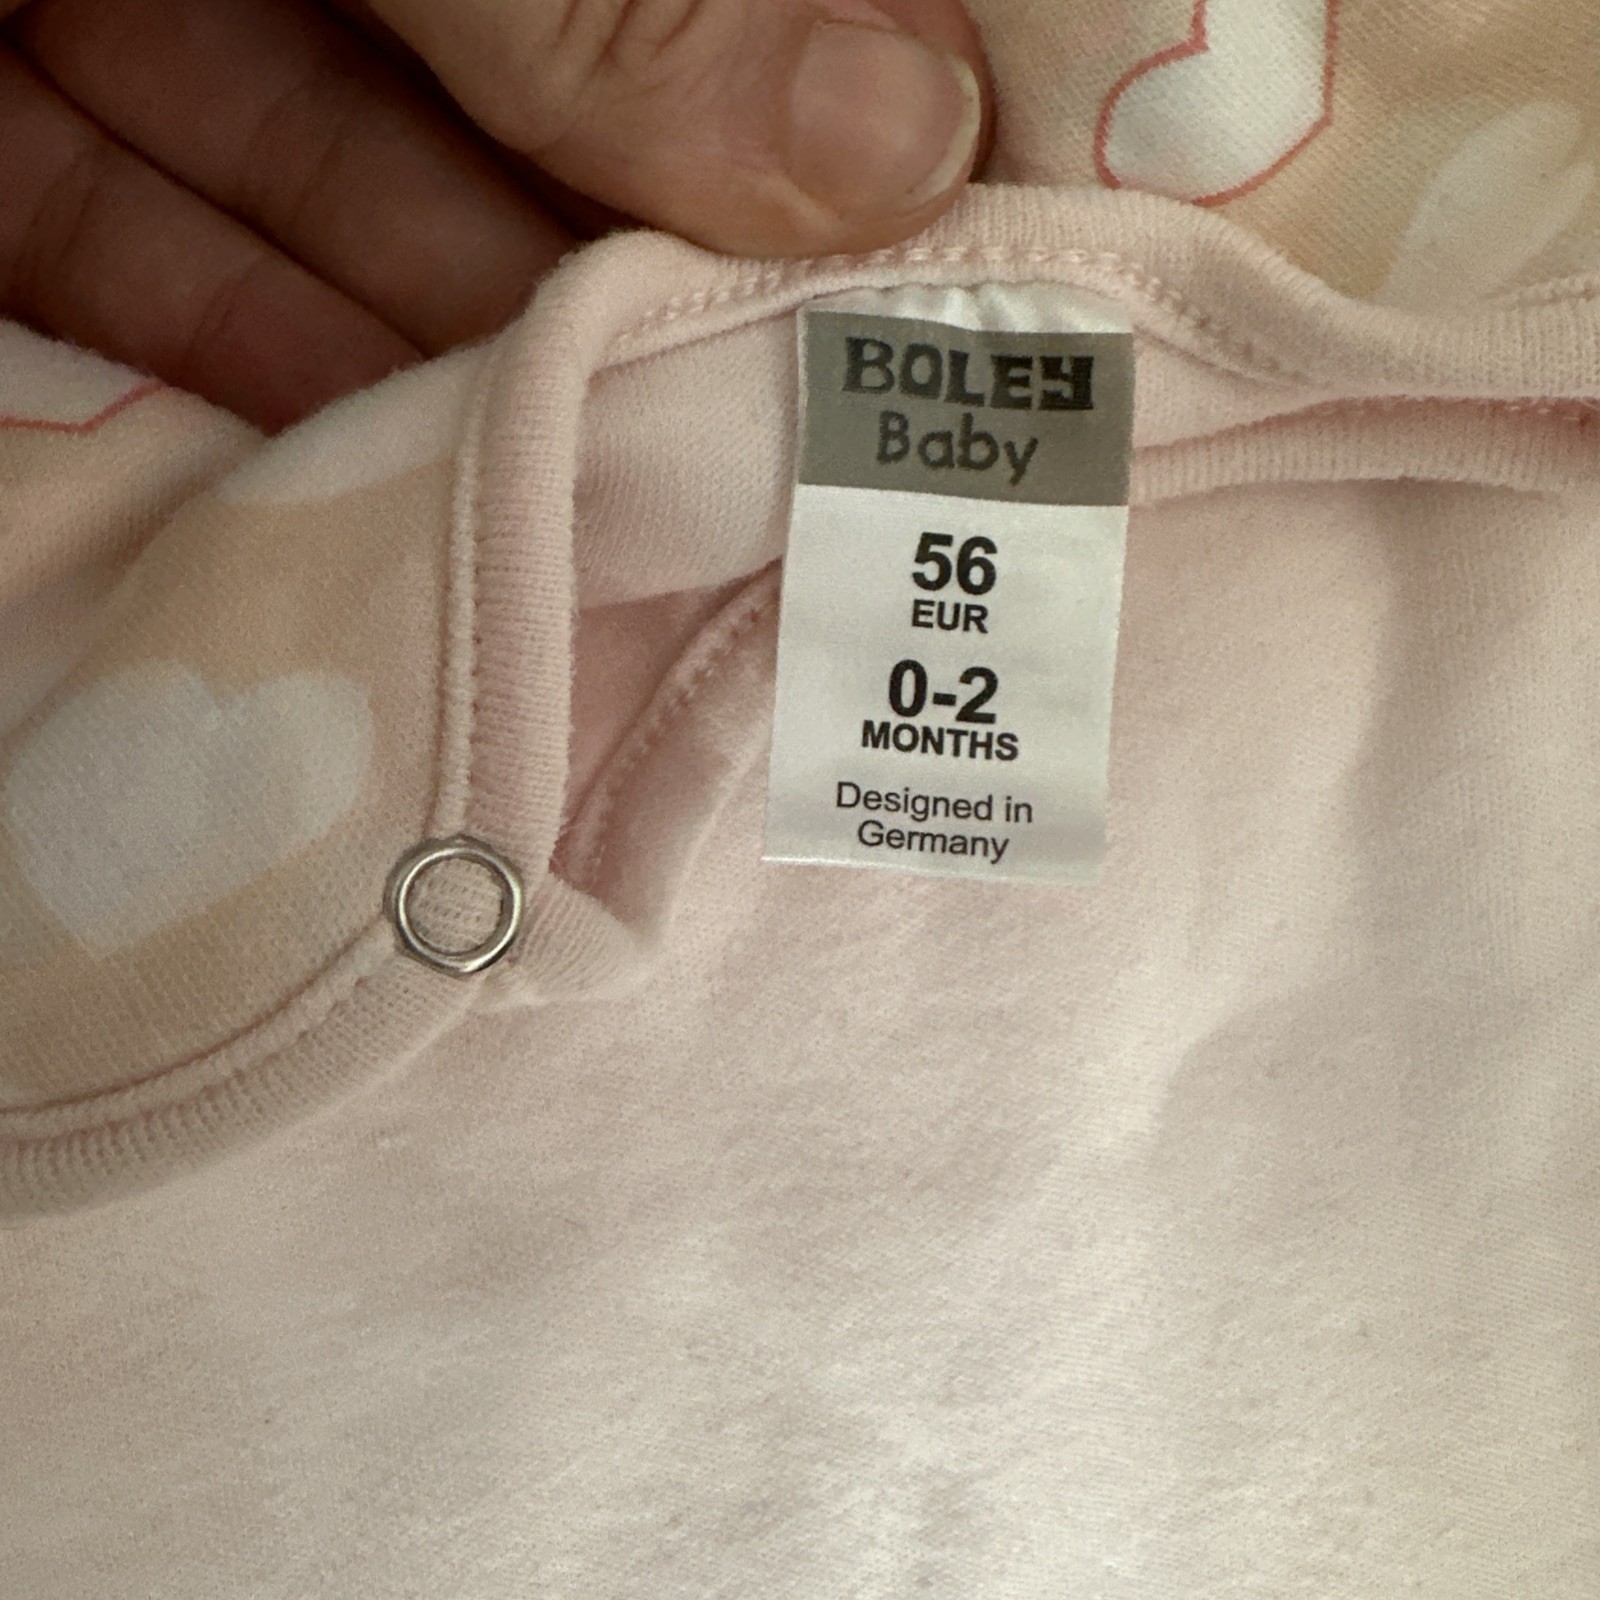 BOLEY
Baby
56
EUR
0-2
MONTHS
Designed in
Germany